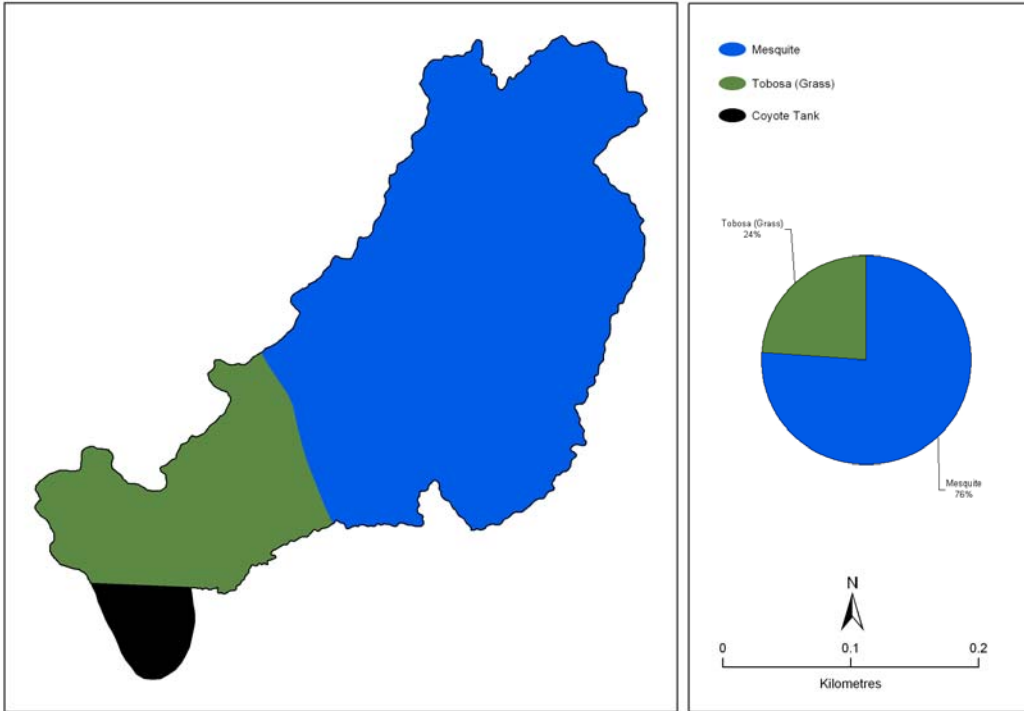 Mesquite
Tobosa (Grass)
Coyote Tank
Tobosa (Grass)
24%
Mesquite
76%
N
0 0.1 0.2
Kilometres